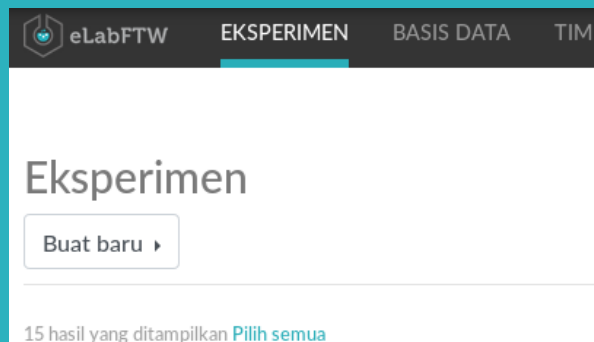 eLabFTW EKSPERIMEN BASIS DATA TIM
Eksperimen
Buat baru
15 hasil yang ditampilkan Pilih semua